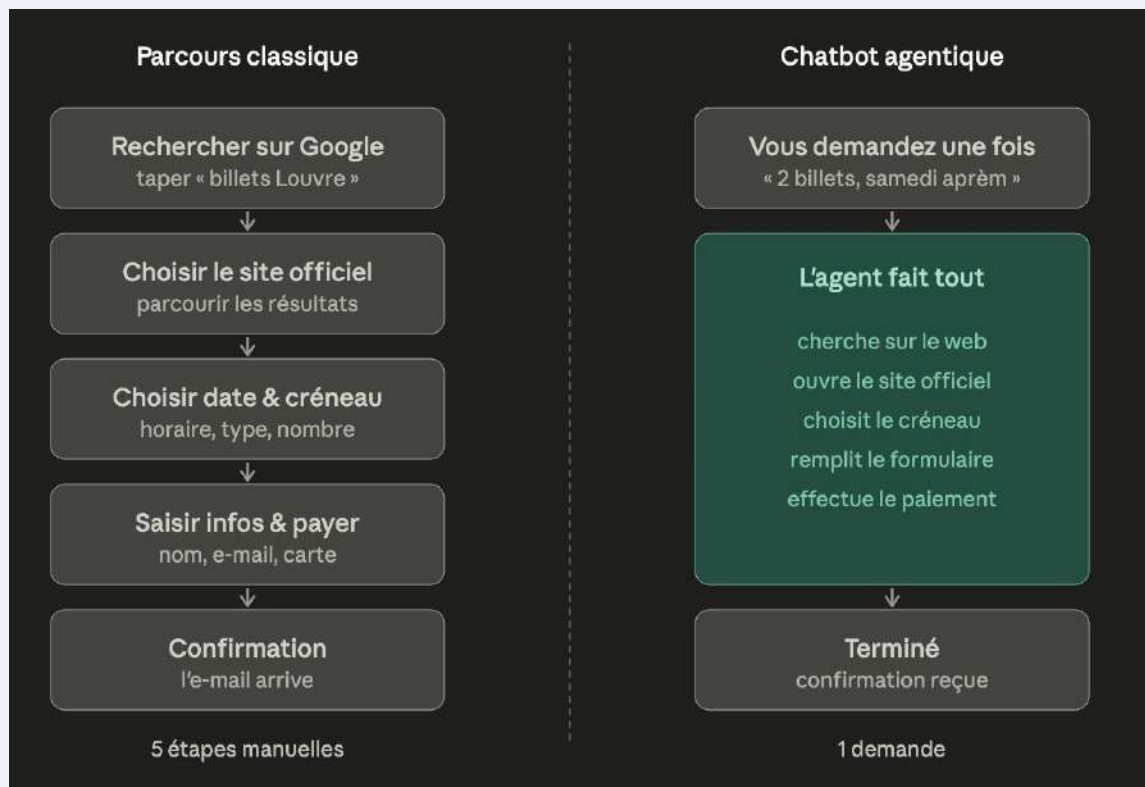 Parcours classique
Rechercher sur Google
taper « billets Louvre »
Choisir le site officiel
parcourir les résultats
Choisir date & créneau
horaire, type, nombre
Saisir infos & payer
nom, e-mail, carte
Confirmation
l'e-mail arrive
5 étapes manuelles
Chatbot agentique
Vous demandez une fois
« 2 billets, samedi aprèm »
L'agent fait tout
cherche sur le web
ouvre le site officiel
choisit le créneau
remplit le formulaire
effectue le paiement
Terminé
confirmation reçue
1 demande